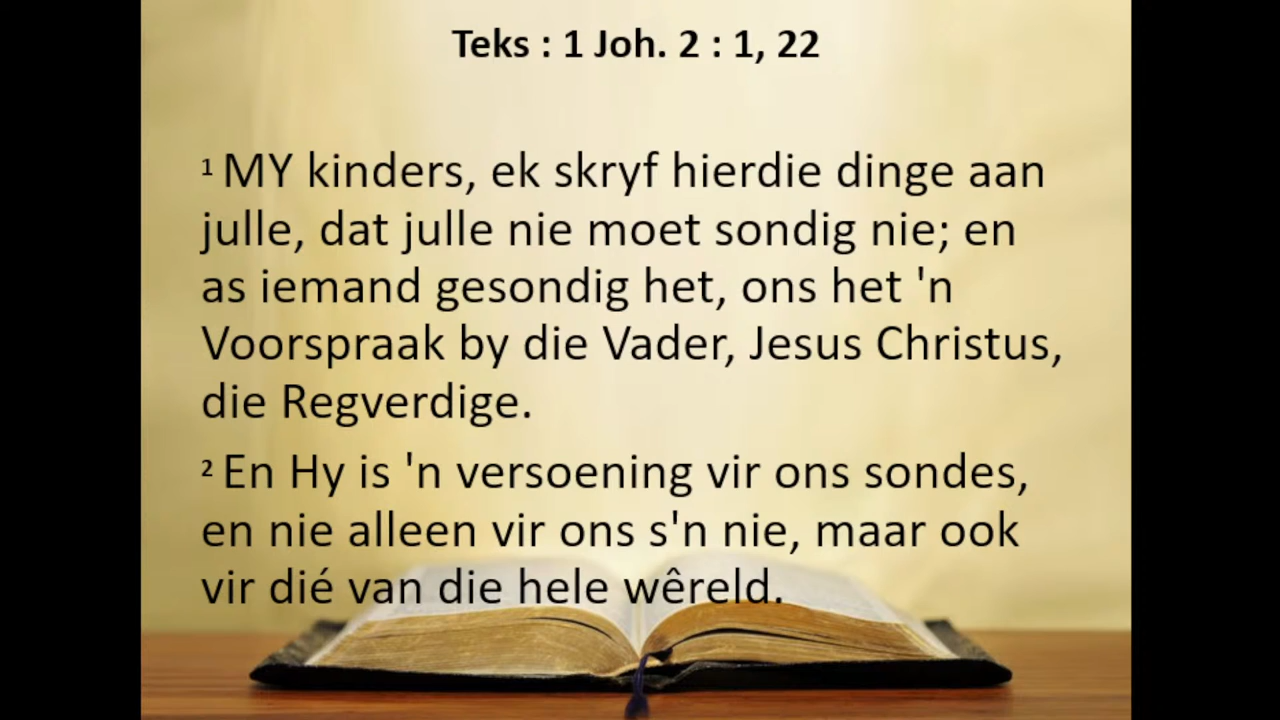 Teks : 1 Joh. 2 : 1, 22
1 MY kinders, ek skryf hierdie dinge aan
julle, dat julle nie moet sondig nie; en
as iemand gesondig het, ons het 'n
Voorspraak by die Vader, Jesus Christus,
die Regverdige.
2 En Hy is 'n versoening vir ons sondes,
en nie alleen vir ons s'n nie, maar ook
vir dié van die hele wêreld.